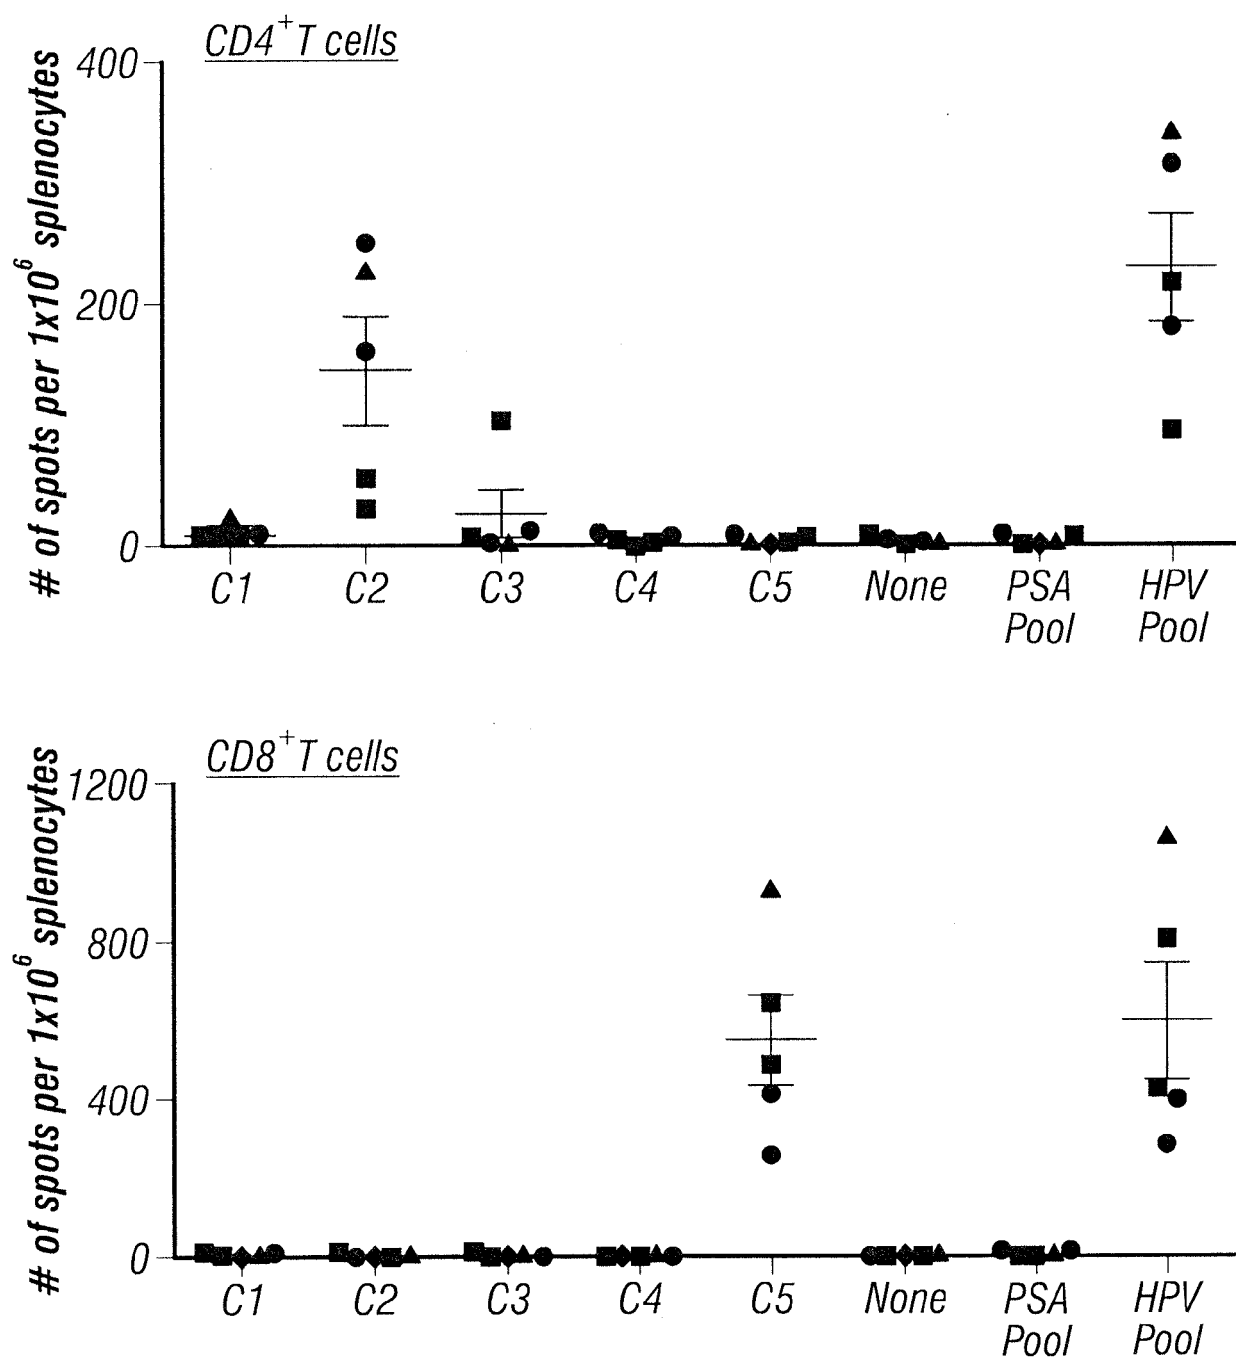 CD4+ T cells
# of spots per 1x10^6 splenocytes
400
200
0
C1 C2 C3 C4 C5 None PSA Pool HPV Pool
CD8+ T cells
# of spots per 1x10^6 splenocytes
1200
800
400
0
C1 C2 C3 C4 C5 None PSA Pool HPV Pool